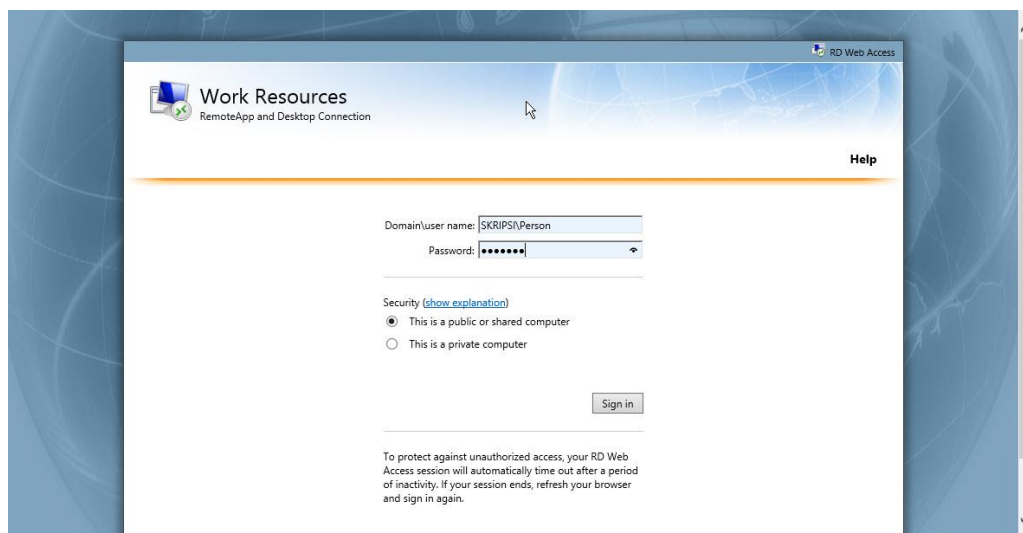 RD Web Access
Work Resources
RemoteApp and Desktop Connection
Help
Domain\user name: SKRIPSI\Person
Password: •••••••
Security (show explanation)
This is a public or shared computer
This is a private computer
Sign in
To protect against unauthorized access, your RD Web
Access session will automatically time out after a period
of inactivity. If your session ends, refresh your browser
and sign in again.